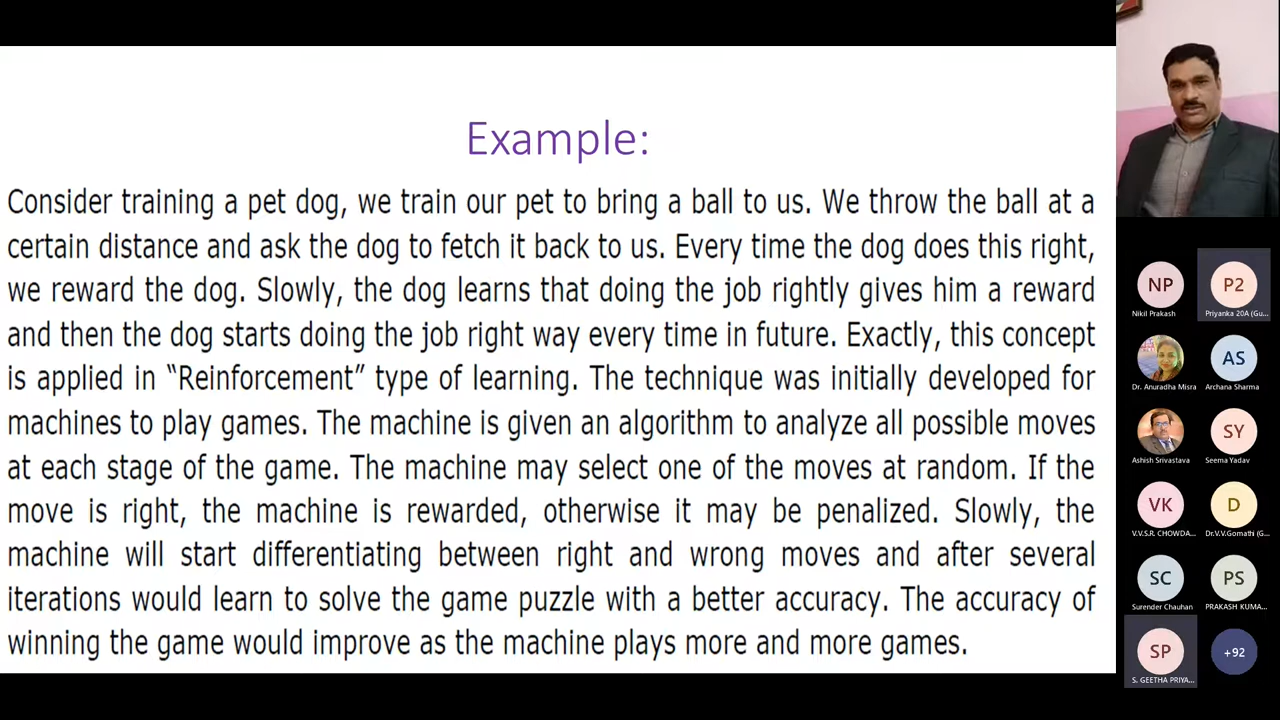 Example:
Consider training a pet dog, we train our pet to bring a ball to us. We throw the ball at a
certain distance and ask the dog to fetch it back to us. Every time the dog does this right,
we reward the dog. Slowly, the dog learns that doing the job rightly gives him a reward
and then the dog starts doing the job right way every time in future. Exactly, this concept
is applied in “Reinforcement” type of learning. The technique was initially developed for
machines to play games. The machine is given an algorithm to analyze all possible moves
at each stage of the game. The machine may select one of the moves at random. If the
move is right, the machine is rewarded, otherwise it may be penalized. Slowly, the
machine will start differentiating between right and wrong moves and after several
iterations would learn to solve the game puzzle with a better accuracy. The accuracy of
winning the game would improve as the machine plays more and more games.
NP
P2
Nikil Prakash
Priyanka 20A (Gu...
AS
Dr. Anuradha Misra
Archana Sharma
SY
Ashish Srivastava
Seema Yadav
VK
D
V.V.S.R. CHOWDA...
Dr.V.V.Gomathi (G...
SC
PS
Surender Chauhan
PRAKASH KUMA...
SP
+92
S. GEETHA PRIYA...